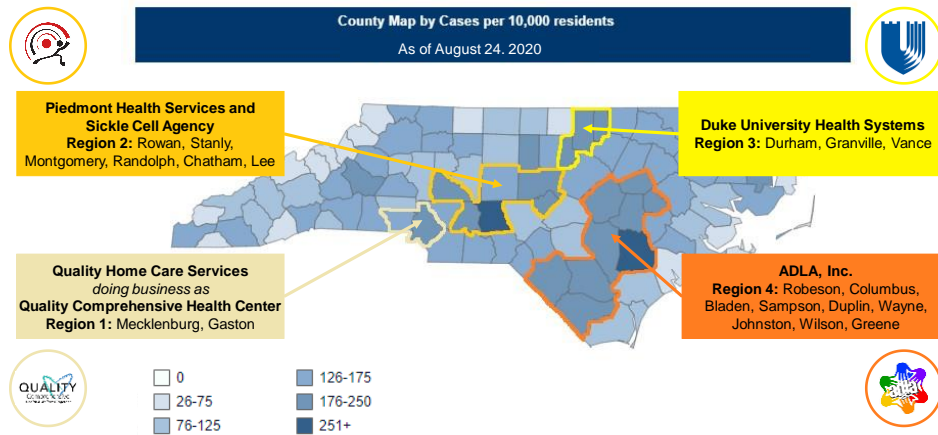 County Map by Cases per 10,000 residents
As of August 24. 2020
Piedmont Health Services and
Sickle Cell Agency
Region 2: Rowan, Stanly,
Montgomery, Randolph, Chatham, Lee
Duke University Health Systems
Region 3: Durham, Granville, Vance
Quality Home Care Services
doing business as
Quality Comprehensive Health Center
Region 1: Mecklenburg, Gaston
ADLA, Inc.
Region 4: Robeson, Columbus,
Bladen, Sampson, Duplin, Wayne,
Johnston, Wilson, Greene
QUALITY
Comprehensive
0
26-75
76-125
126-175
176-250
251+